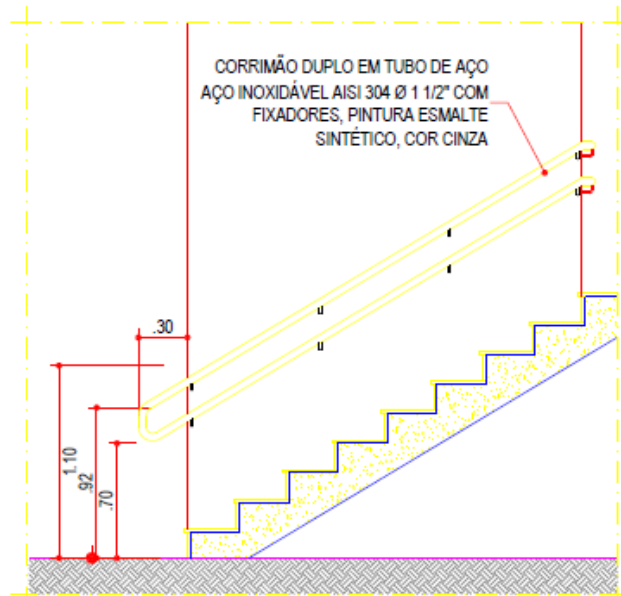 CORRIMÃO DUPLO EM TUBO DE AÇO
AÇO INOXIDÁVEL AISI 304 Ø 1 1/2" COM
FIXADORES, PINTURA ESMALTE
SINTÉTICO, COR CINZA
.30
1.10
.92
.70